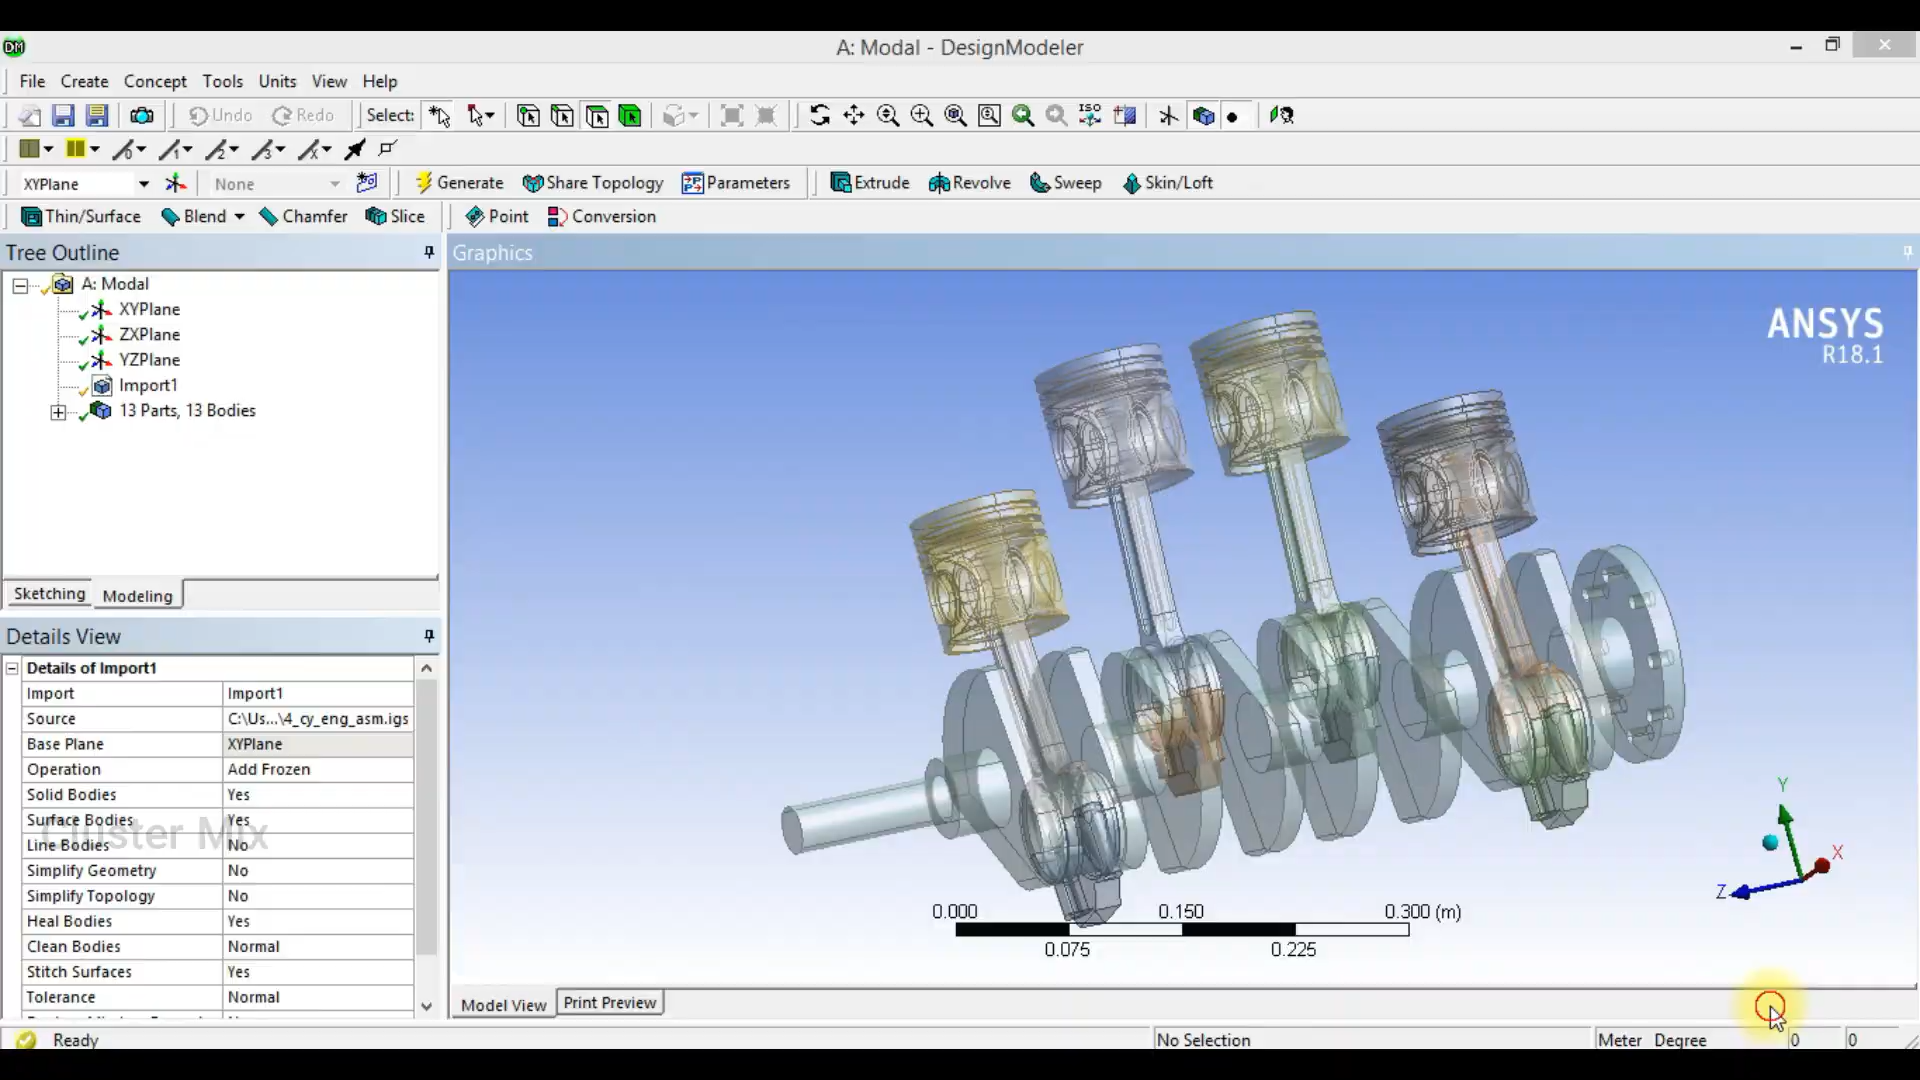 DM
A: Modal - DesignModeler
File Create Concept Tools Units View Help
Undo Redo Select: ISO
XYPlane None Generate Share Topology Parameters Extrude Revolve Sweep Skin/Loft
Thin/Surface Blend Chamfer Slice Point Conversion
Tree Outline
Graphics
A: Modal
XYPlane
ZXPlane
YZPlane
Import1
13 Parts, 13 Bodies
Sketching Modeling
Details View
Details of Import1
Import Import1
Source C:\Us...\4_cy_eng_asm.igs
Base Plane XYPlane
Operation Add Frozen
Solid Bodies Yes
Surface Bodies Yes
Cluster Mix
Line Bodies No
Simplify Geometry No
Simplify Topology No
Heal Bodies Yes
Clean Bodies Normal
Stitch Surfaces Yes
Tolerance Normal
ANSYS
R18.1
Y
X
Z
0.000 0.150 0.300 (m)
0.075 0.225
Model View Print Preview
Ready No Selection Meter Degree 0 0